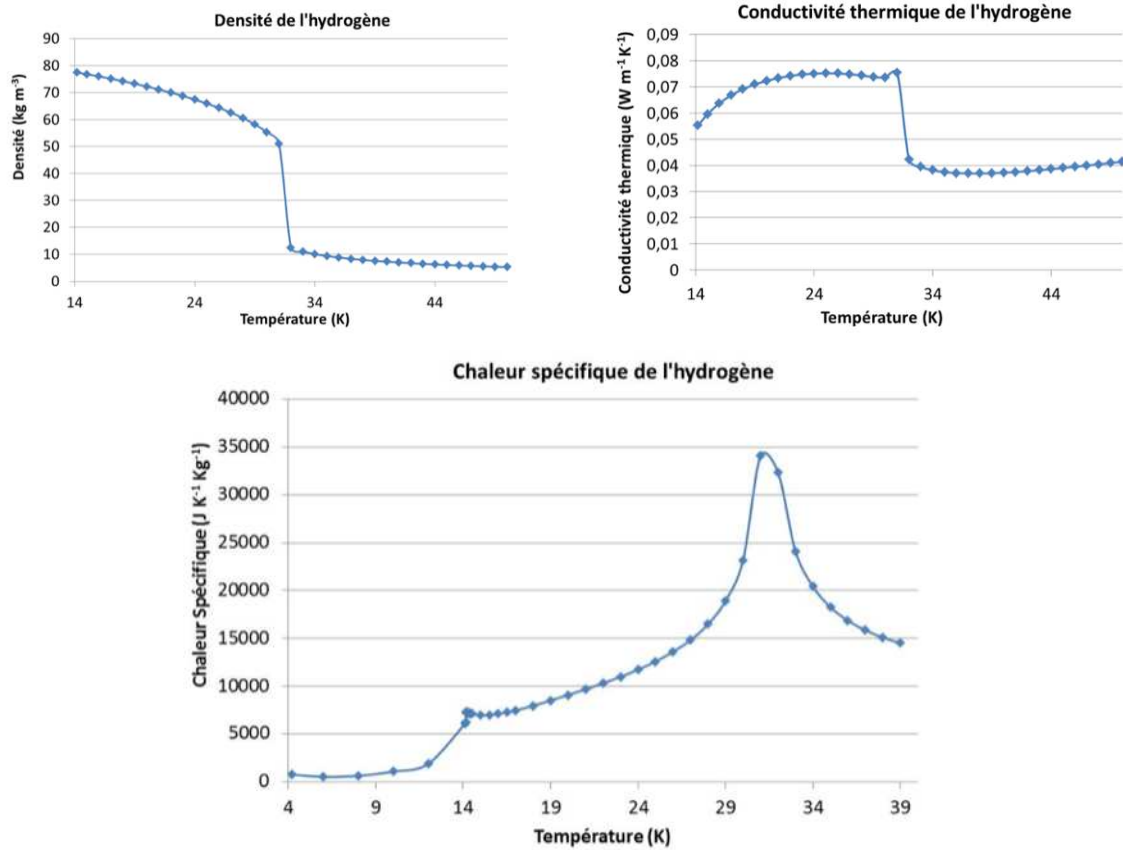 Densité de l'hydrogène
Densité (kg m-3)
90
80
70
60
50
40
30
20
10
0
14 24 34 44
Température (K)
Conductivité thermique de l'hydrogène
Conductivité thermique (W m-1 K-1)
0,09
0,08
0,07
0,06
0,05
0,04
0,03
0,02
0,01
0
14 24 34 44
Température (K)
Chaleur spécifique de l'hydrogène
Chaleur Spécifique (J K-1 Kg-1)
40000
35000
30000
25000
20000
15000
10000
5000
0
4 9 14 19 24 29 34 39
Température (K)